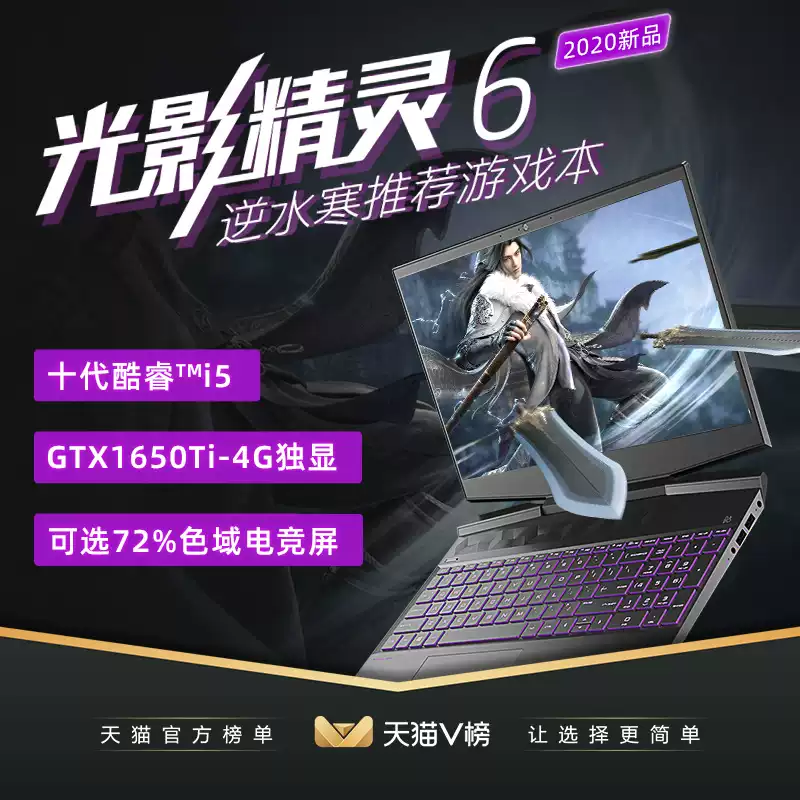 光影精灵6
2020新品
逆水寒推荐游戏本
十代酷睿™i5
GTX1650Ti-4G独显
可选72%色域电竞屏
天猫官方榜单
天猫V榜
让选择更简单